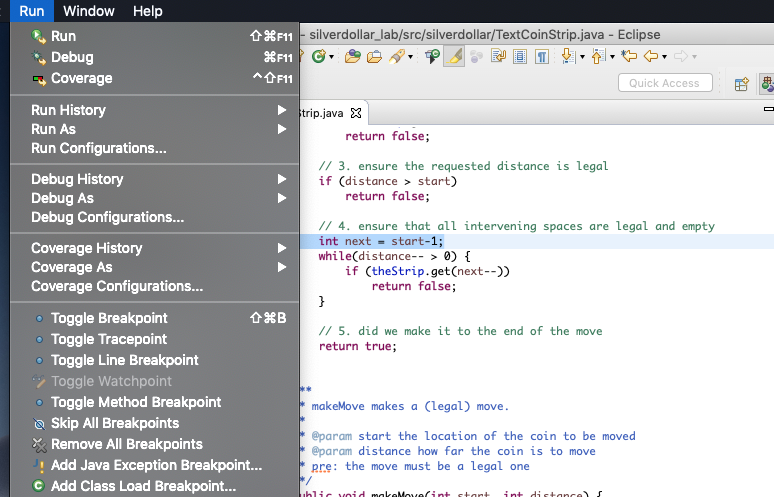 Run Window Help
Run ⇧⌘F11
Debug ⌘F11
Coverage ^⇧F11
Run History
Run As
Run Configurations...
Debug History
Debug As
Debug Configurations...
Coverage History
Coverage As
Coverage Configurations...
Toggle Breakpoint ⇧⌘B
Toggle Tracepoint
Toggle Line Breakpoint
Toggle Watchpoint
Toggle Method Breakpoint
Skip All Breakpoints
Remove All Breakpoints
Add Java Exception Breakpoint...
Add Class Load Breakpoint...
- silverdollar_lab/src/silverdollar/TextCoinStrip.java - Eclipse
Quick Access
Strip.java
return false;
// 3. ensure the requested distance is legal
if (distance > start)
return false;
// 4. ensure that all intervening spaces are legal and empty
int next = start-1;
while(distance-- > 0) {
if (theStrip.get(next--))
return false;
}
// 5. did we make it to the end of the move
return true;
**
* makeMove makes a (legal) move.
*
* @param start the location of the coin to be moved
* @param distance how far the coin is to move
* pre: the move must be a legal one
*/
public void makeMove(int start, int distance) {